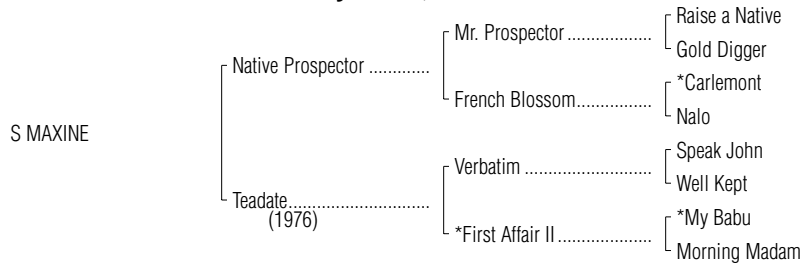 Raise a Native
Mr. Prospector ..................
Gold Digger
Native Prospector .............
*Carlemont
French Blossom................
Nalo
S MAXINE
Speak John
Verbatim ...........................
Well Kept
Teadate..............................
(1976)
*My Babu
*First Affair II....................
Morning Madam